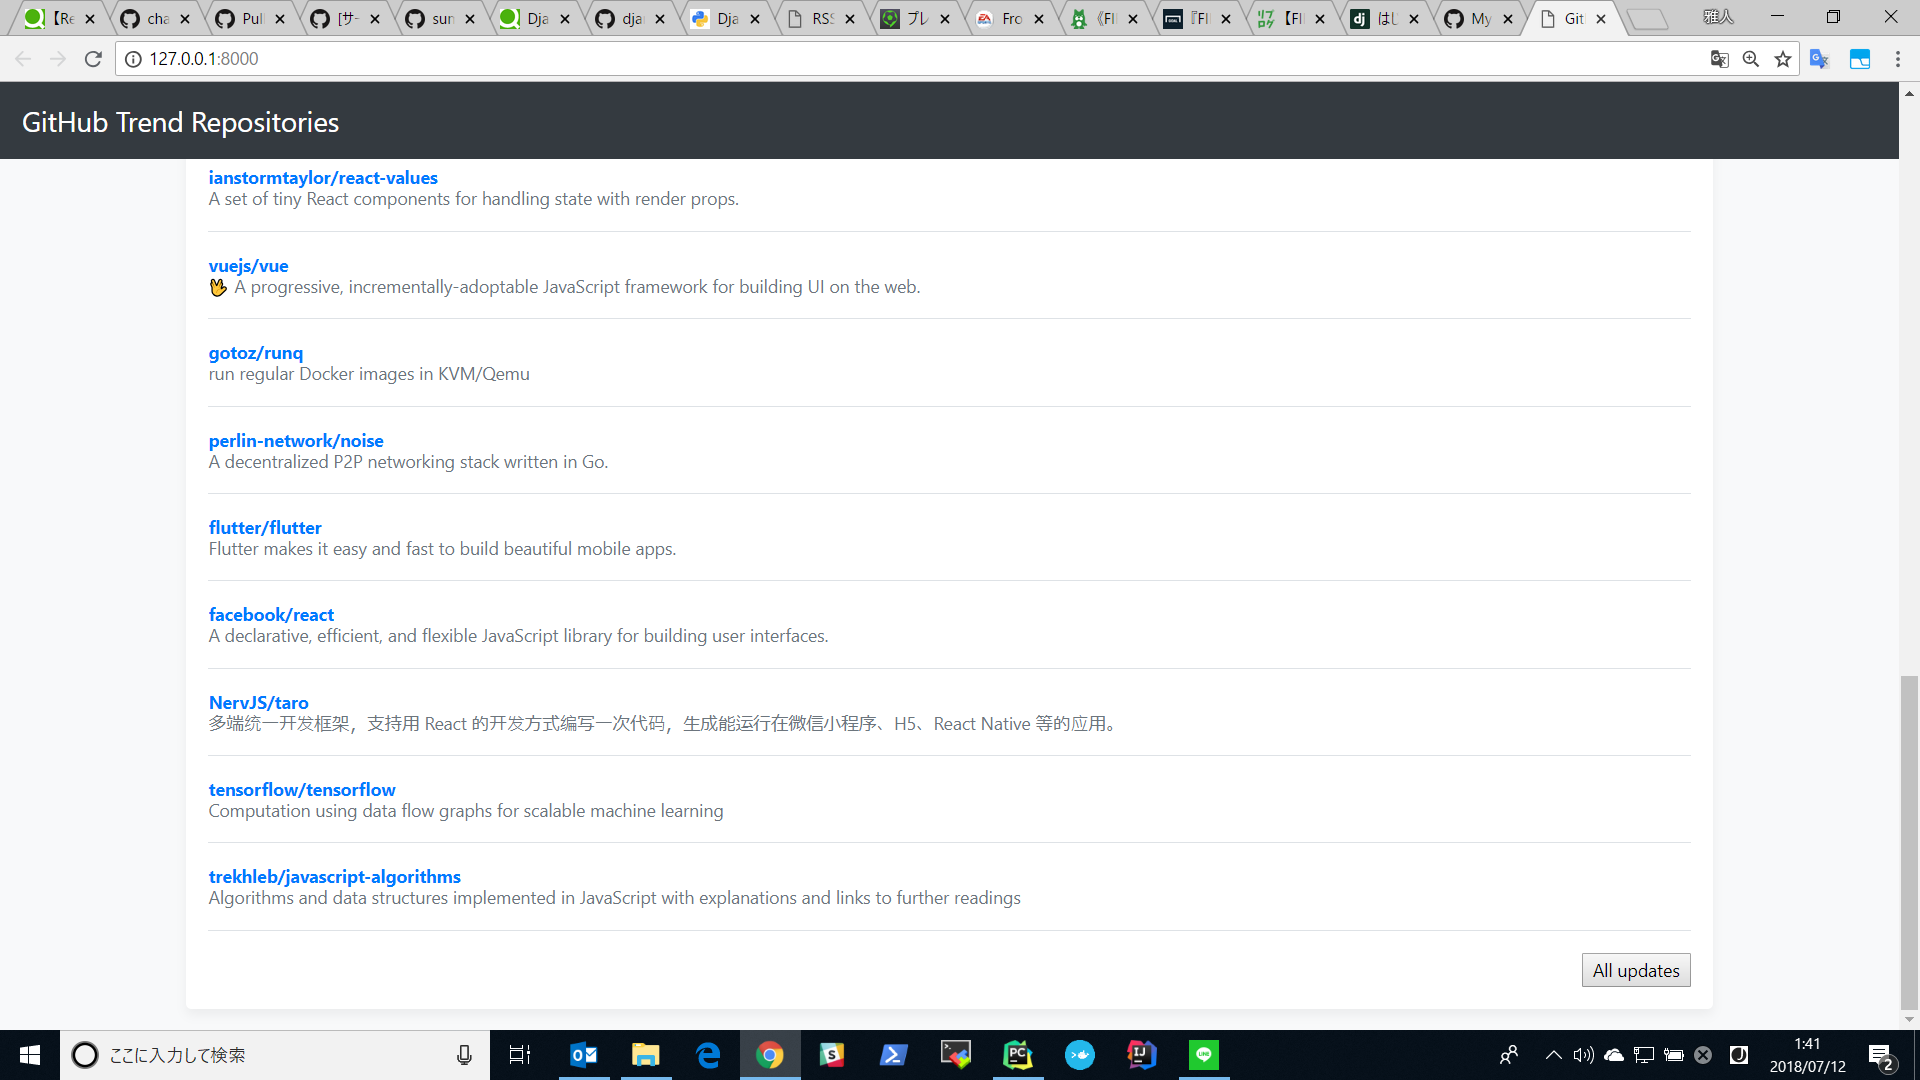 【Re
cha
Pull
[サー
sun
Dja
djan
Dja
RSS
プレ
Fro
《FI
『FI
【FI
はじ
My
Git
雅人
127.0.0.1:8000
GitHub Trend Repositories
ianstormtaylor/react-values
A set of tiny React components for handling state with render props.
vuejs/vue
🖖 A progressive, incrementally-adoptable JavaScript framework for building UI on the web.
gotoz/runq
run regular Docker images in KVM/Qemu
perlin-network/noise
A decentralized P2P networking stack written in Go.
flutter/flutter
Flutter makes it easy and fast to build beautiful mobile apps.
facebook/react
A declarative, efficient, and flexible JavaScript library for building user interfaces.
NervJS/taro
多端统一开发框架，支持用 React 的开发方式编写一次代码，生成能运行在微信小程序、H5、React Native 等的应用。
tensorflow/tensorflow
Computation using data flow graphs for scalable machine learning
trekhleb/javascript-algorithms
Algorithms and data structures implemented in JavaScript with explanations and links to further readings
All updates
ここに入力して検索
1:41
2018/07/12
2